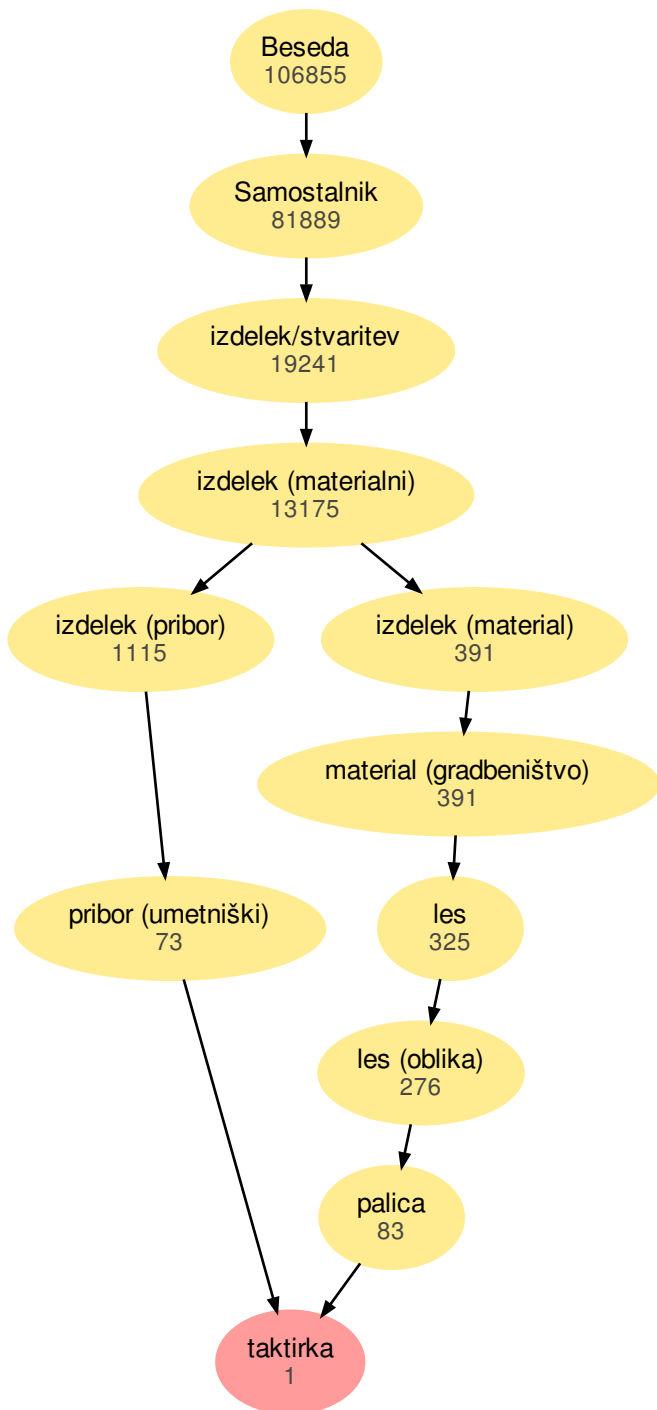 Beseda
106855
Samostalnik
81889
izdelek/stvaritev
19241
izdelek (materialni)
13175
izdelek (pribor)
1115
izdelek (material)
391
material (gradbeništvo)
391
pribor (umetniški)
73
les
325
les (oblika)
276
palica
83
taktirka
1